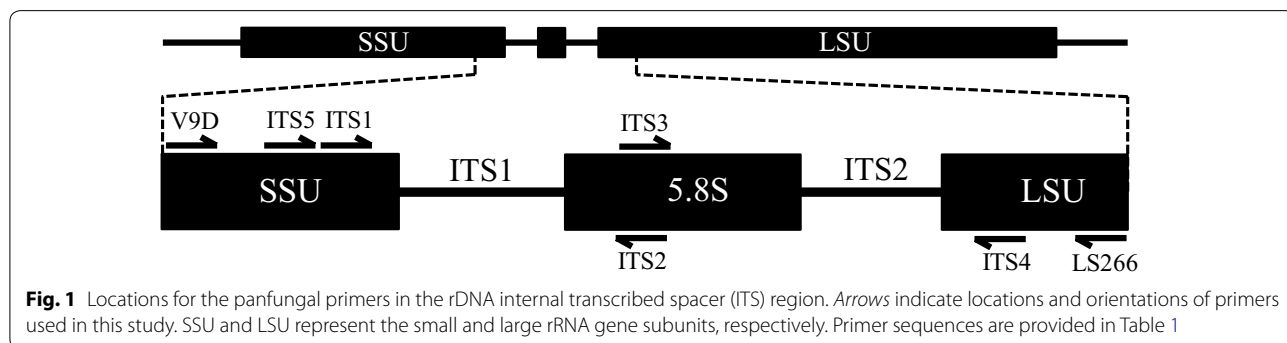 SSU LSU
V9D ITS5 ITS1 ITS3
SSU ITS1 5.8S ITS2 LSU
ITS2 ITS4 LS266
Fig. 1 Locations for the panfungal primers in the rDNA internal transcribed spacer (ITS) region. Arrows indicate locations and orientations of primers
used in this study. SSU and LSU represent the small and large rRNA gene subunits, respectively. Primer sequences are provided in Table 1